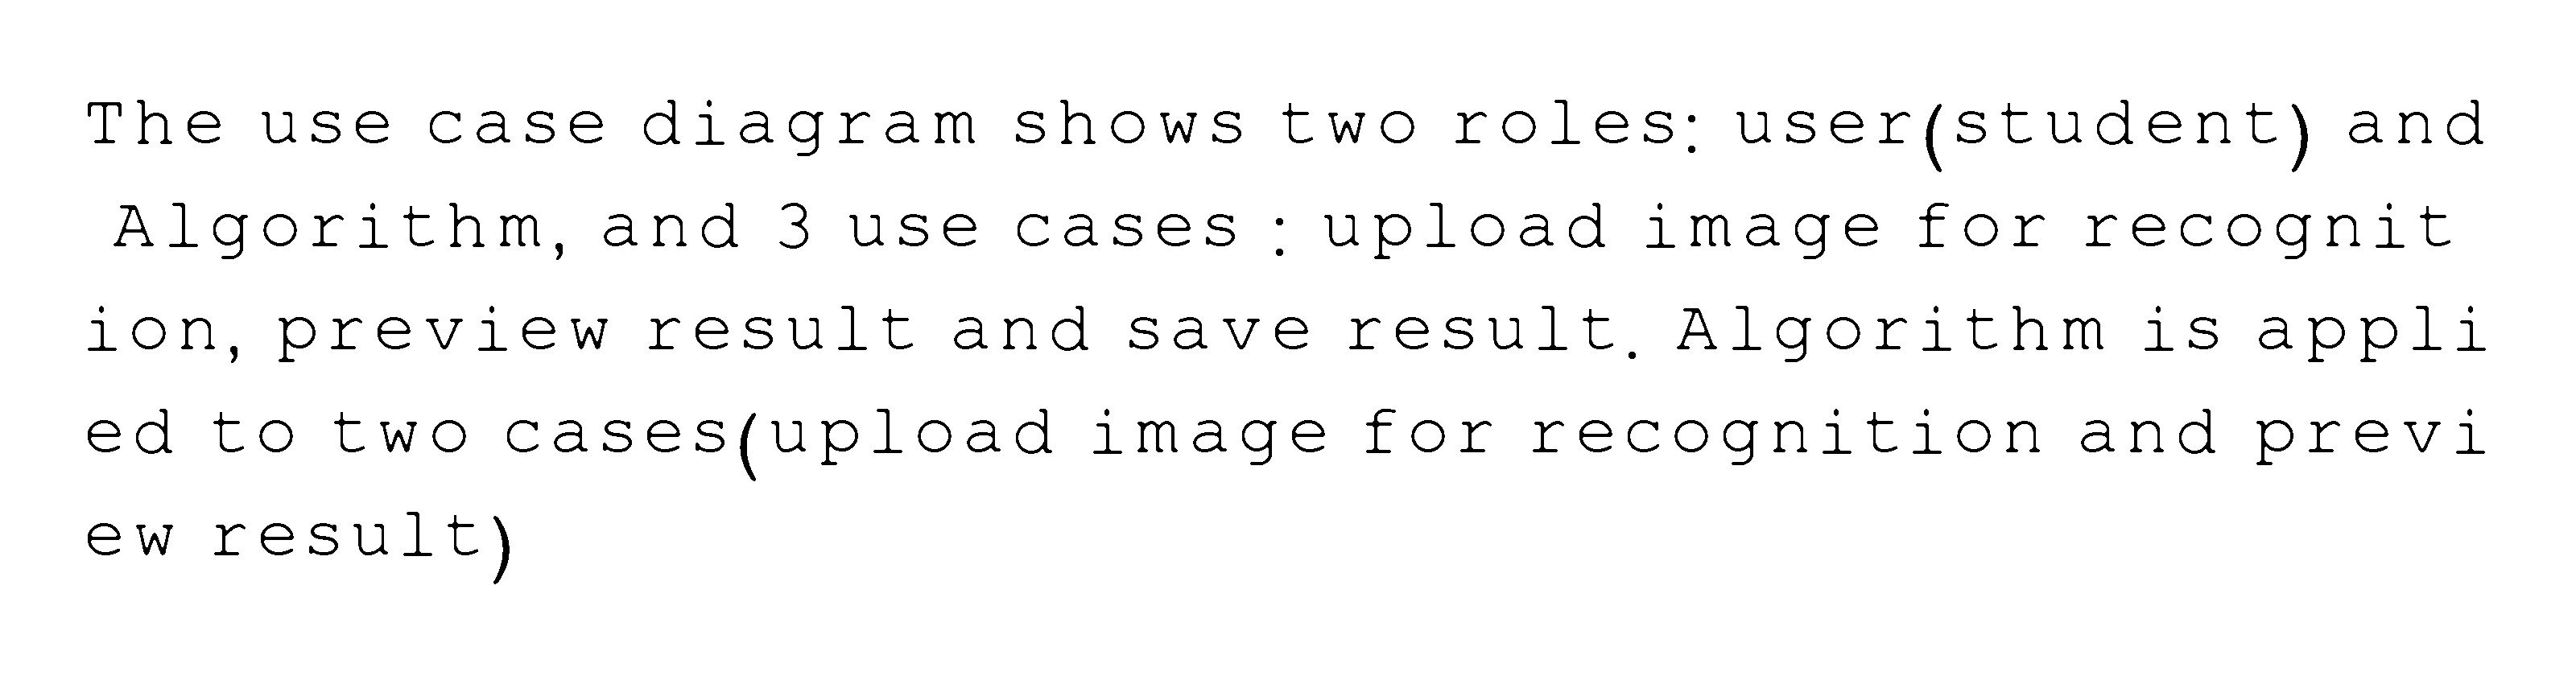 The use case diagram shows two roles: user(student) and
Algorithm, and 3 use cases : upload image for recognit
ion, preview result and save result. Algorithm is appli
ed to two cases(upload image for recognition and previ
ew result)